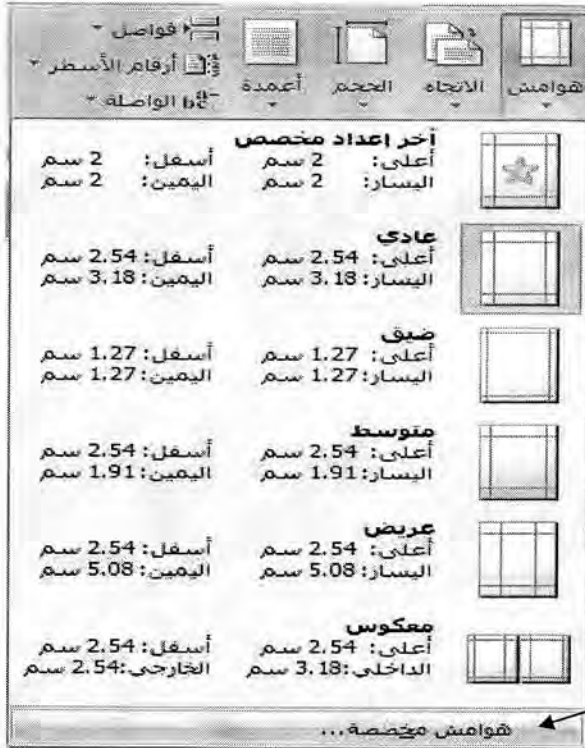 فواصل
أرقام الأسطر
الواصلة
هوامش الاتجاه الحجم أعمدة
آخر إعداد مخصص
أعلى: 2 سم أسفل: 2 سم
اليسار: 2 سم اليمين: 2 سم
عادي
أعلى: 2.54 سم أسفل: 2.54 سم
اليسار: 3.18 سم اليمين: 3.18 سم
ضيق
أعلى: 1.27 سم أسفل: 1.27 سم
اليسار: 1.27 سم اليمين: 1.27 سم
متوسط
أعلى: 2.54 سم أسفل: 2.54 سم
اليسار: 1.91 سم اليمين: 1.91 سم
عريض
أعلى: 2.54 سم أسفل: 2.54 سم
اليسار: 5.08 سم اليمين: 5.08 سم
معكوس
أعلى: 2.54 سم أسفل: 2.54 سم
الداخلي: 3.18 سم الخارجي: 2.54 سم
هوامش مخصصة...